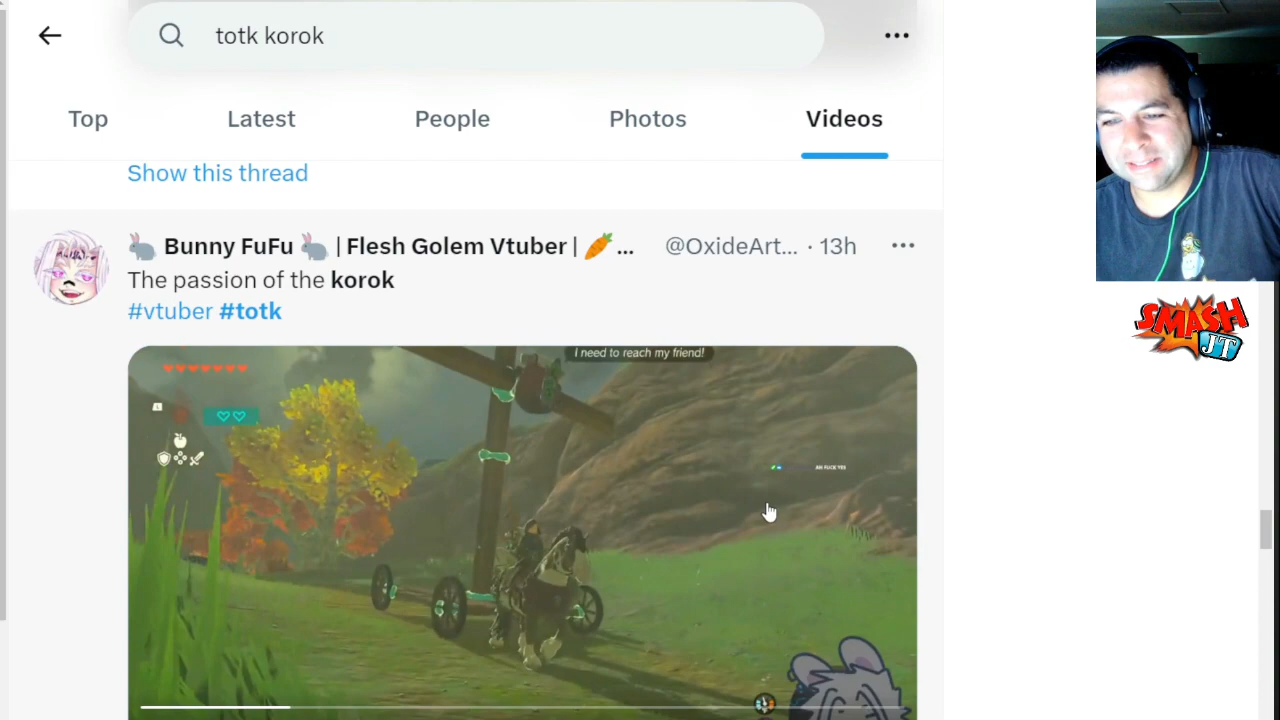 totk korok
Top Latest People Photos Videos
Show this thread
Bunny FuFu | Flesh Golem Vtuber | ... @OxideArt... · 13h
The passion of the korok
#vtuber #totk
I need to reach my friend!
SMASH
JT